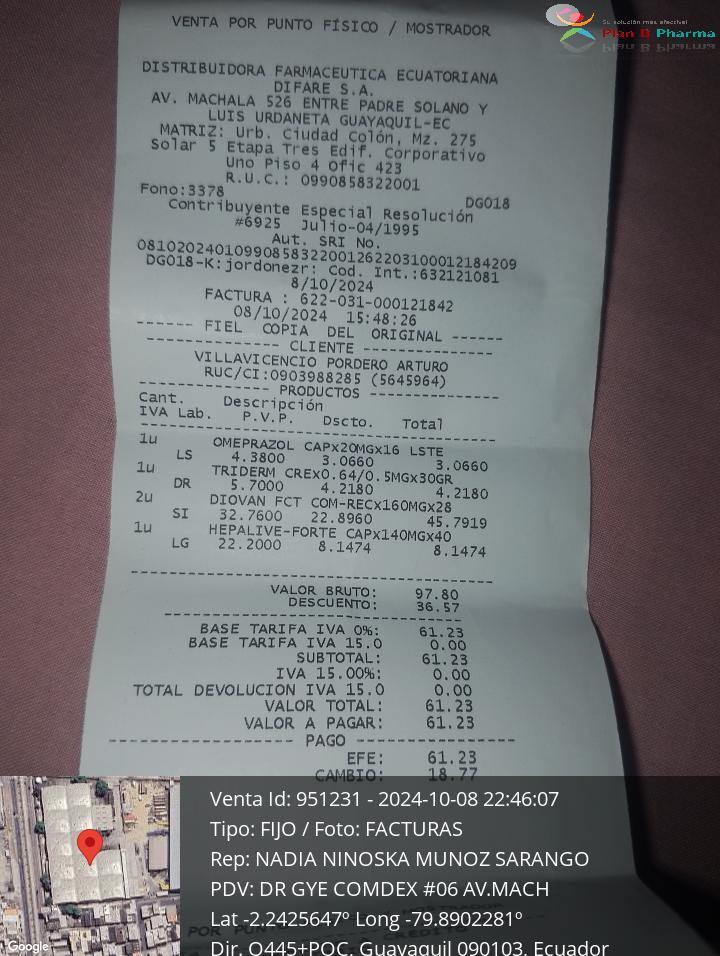 Su solución más efectiva!
Plan B Pharma
VENTA POR PUNTO FÍSICO / MOSTRADOR
DISTRIBUIDORA FARMACEUTICA ECUATORIANA
DIFARE S.A.
AV. MACHALA 526 ENTRE PADRE SOLANO Y
LUIS URDANETA GUAYAQUIL-EC
MATRIZ: Urb. Ciudad Colón, Mz. 275
Solar 5 Etapa Tres Edif. Corporativo
Uno Piso 4 Ofic 423
R.U.C.: 0990858322001
Fono:3378 DG018
Contribuyente Especial Resolución
#6925 Julio-04/1995
Aut. SRI No.
08102024010990858322001262203100012184209
DG018-K:jordonezr: Cod. Int.:632121081
8/10/2024
FACTURA : 622-031-000121842
08/10/2024 15:48:26
------ FIEL COPIA DEL ORIGINAL ------
-------------- CLIENTE ---------------
VILLAVICENCIO PORDERO ARTURO
RUC/CI:0903988285 (5645964)
-------------- PRODUCTOS --------------
Cant. Descripción
IVA Lab. P.V.P. Dscto. Total
1u OMEPRAZOL CAPx20MGx16 LSTE
LS 4.3800 3.0660 3.0660
1u TRIDERM CREx0.64/0.5MGx30GR
DR 5.7000 4.2180 4.2180
2u DIOVAN FCT COM-RECx160MGx28
SI 32.7600 22.8960 45.7919
1u HEPALIVE-FORTE CAPx140MGx40
LG 22.2000 8.1474 8.1474
VALOR BRUTO: 97.80
DESCUENTO: 36.57
BASE TARIFA IVA 0%: 61.23
BASE TARIFA IVA 15.0 0.00
SUBTOTAL: 61.23
IVA 15.00%: 0.00
TOTAL DEVOLUCION IVA 15.0 0.00
VALOR TOTAL: 61.23
VALOR A PAGAR: 61.23
------------------- PAGO ----------------
EFE: 61.23
CAMBIO: 18.77
Venta Id: 951231 - 2024-10-08 22:46:07
Tipo: FIJO / Foto: FACTURAS
Rep: NADIA NINOSKA MUNOZ SARANGO
PDV: DR GYE COMDEX #06 AV.MACH
Lat -2.2425647º Long -79.8902281º
Dir. Q445+PQC, Guayaquil 090103, Ecuador
Google